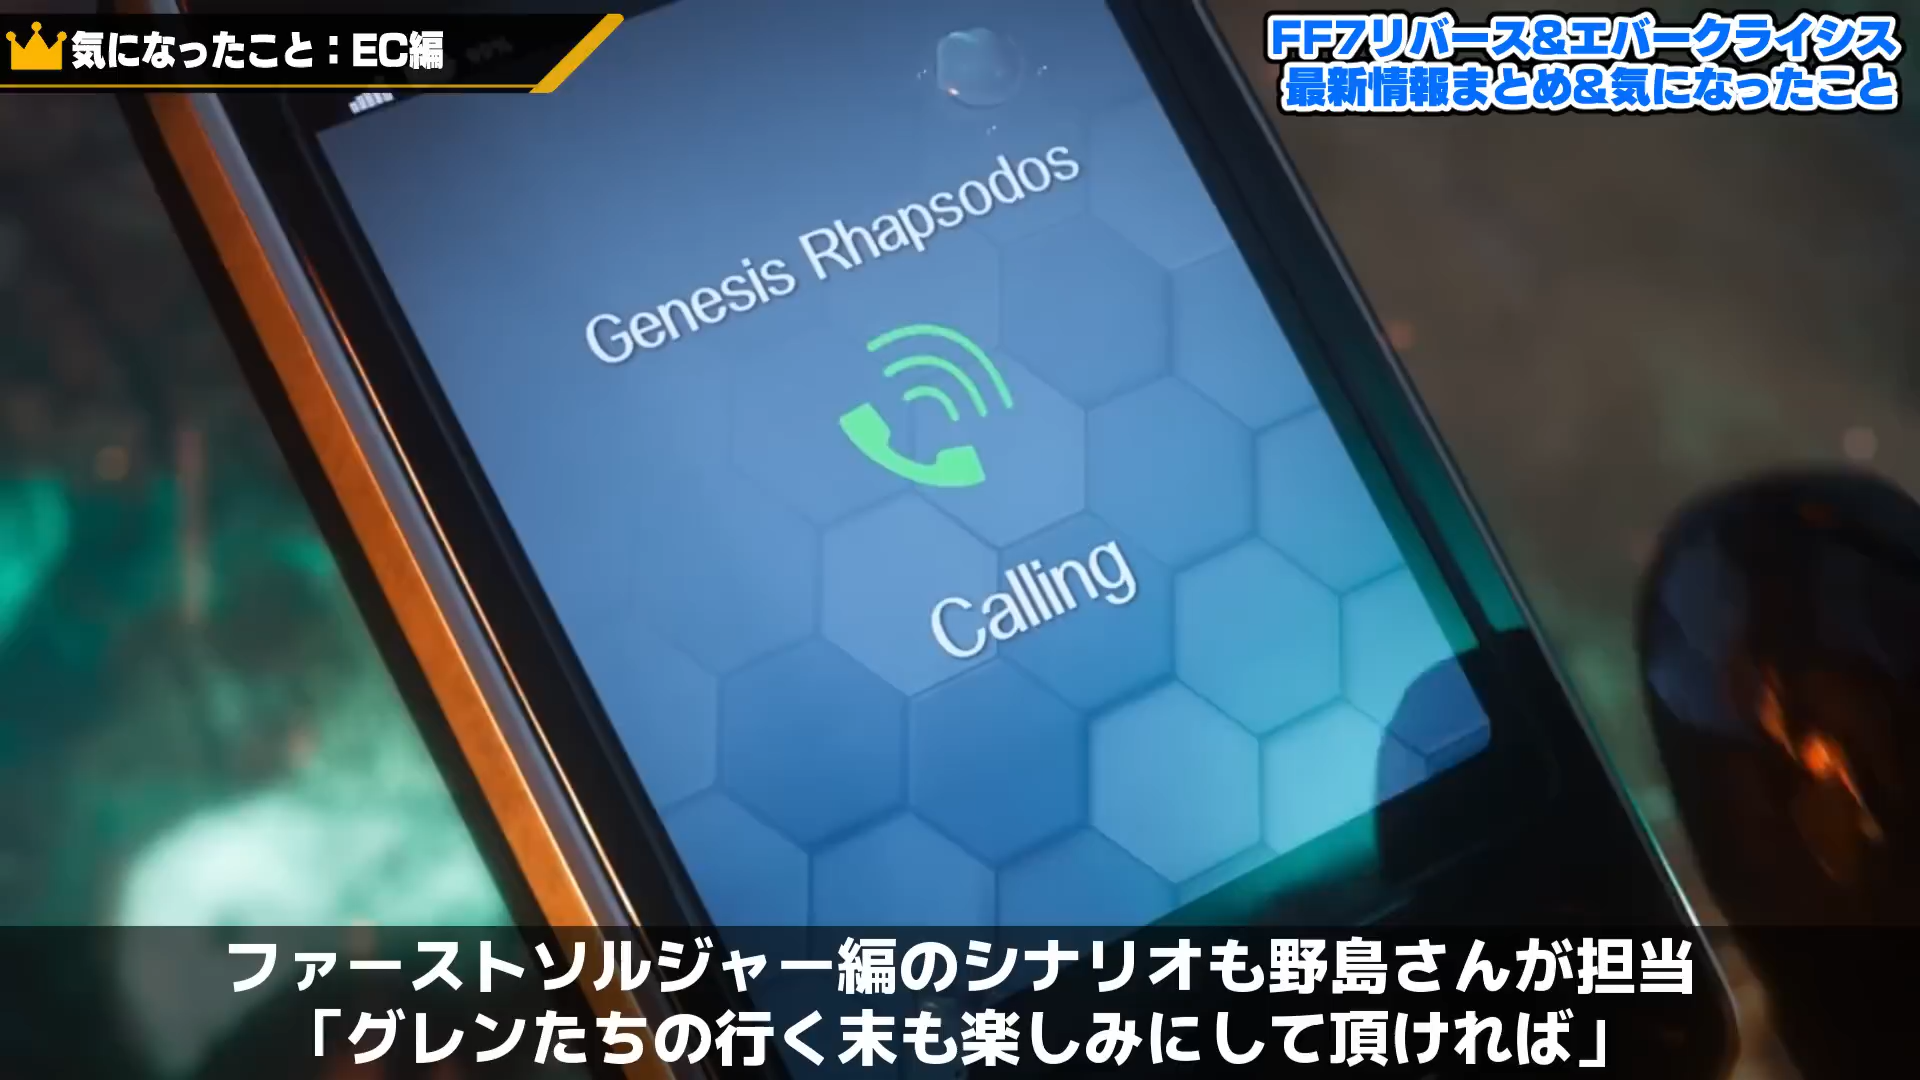 気になったこと：EC編
FF7リバース&エバークライシス
最新情報まとめ&気になったこと
99%
Genesis Rhapsodos
Calling
ファーストソルジャー編のシナリオも野島さんが担当
「グレンたちの行く末も楽しみにして頂ければ」